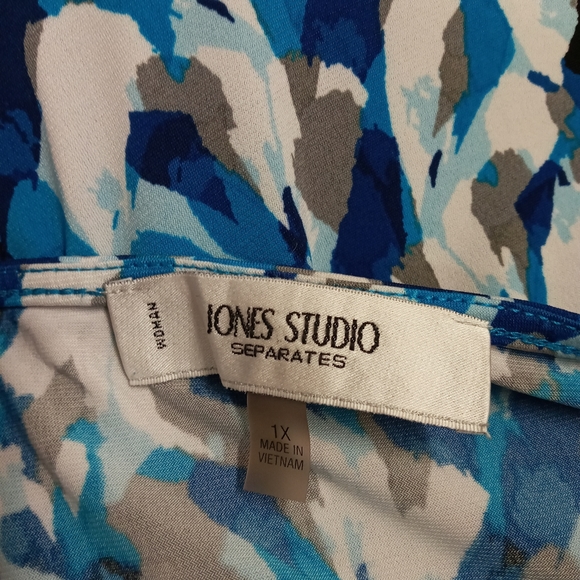 WOMAN
JONES STUDIO
SEPARATES
1X
MADE IN
VIETNAM